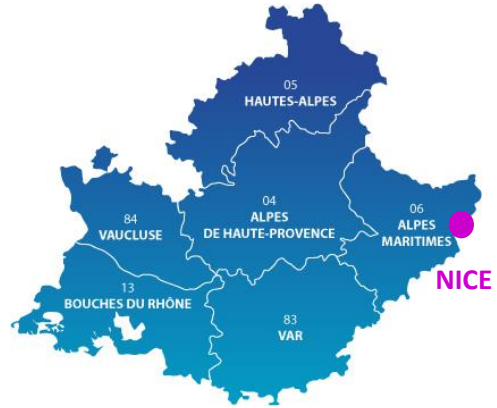 05
HAUTES-ALPES
04
ALPES
DE HAUTE-PROVENCE
84
VAUCLUSE
06
ALPES
MARITIMES
NICE
13
BOUCHES DU RHÔNE
83
VAR